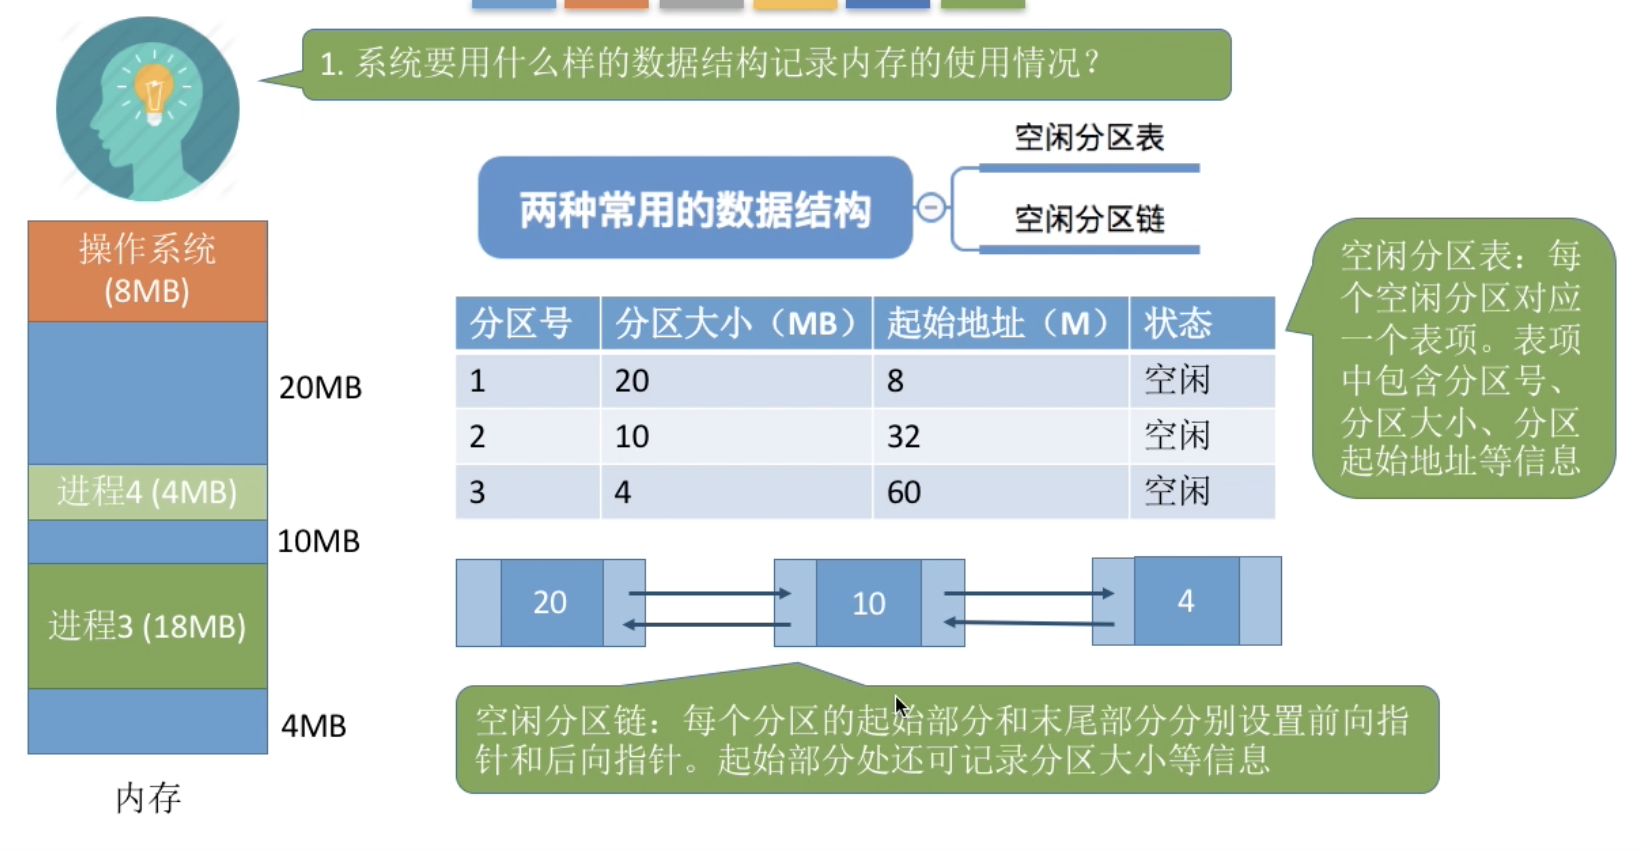 1. 系统要用什么样的数据结构记录内存的使用情况？
两种常用的数据结构
空闲分区表
空闲分区链
操作系统
(8MB)
20MB
进程4 (4MB)
10MB
进程3 (18MB)
4MB
内存
分区号 分区大小（MB） 起始地址（M） 状态
1 20 8 空闲
2 10 32 空闲
3 4 60 空闲
空闲分区表：每
个空闲分区对应
一个表项。表项
中包含分区号、
分区大小、分区
起始地址等信息
20 10 4
空闲分区链：每个分区的起始部分和末尾部分分别设置前向指
针和后向指针。起始部分处还可记录分区大小等信息